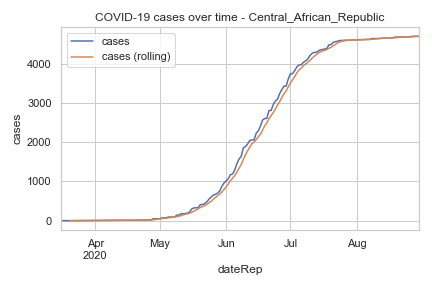 COVID-19 cases over time - Central_African_Republic
cases
cases (rolling)
cases
4000
3000
2000
1000
0
Apr
2020
May
Jun
Jul
Aug
dateRep